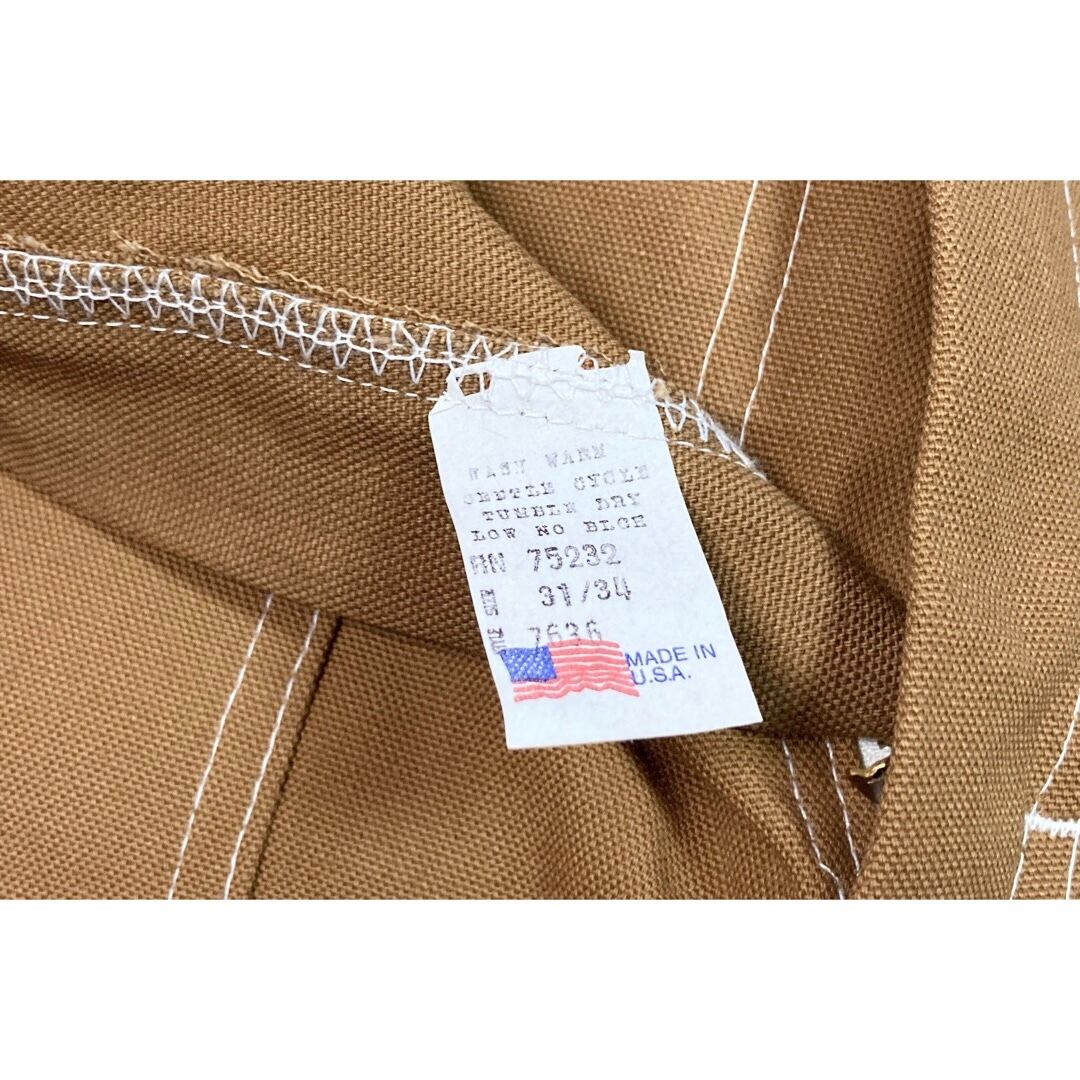 WASH WARM
GENTLE CYCLE
TUMBLE DRY
LOW NO BLCH
RN 75232
31/34
7636
MADE IN
U.S.A.